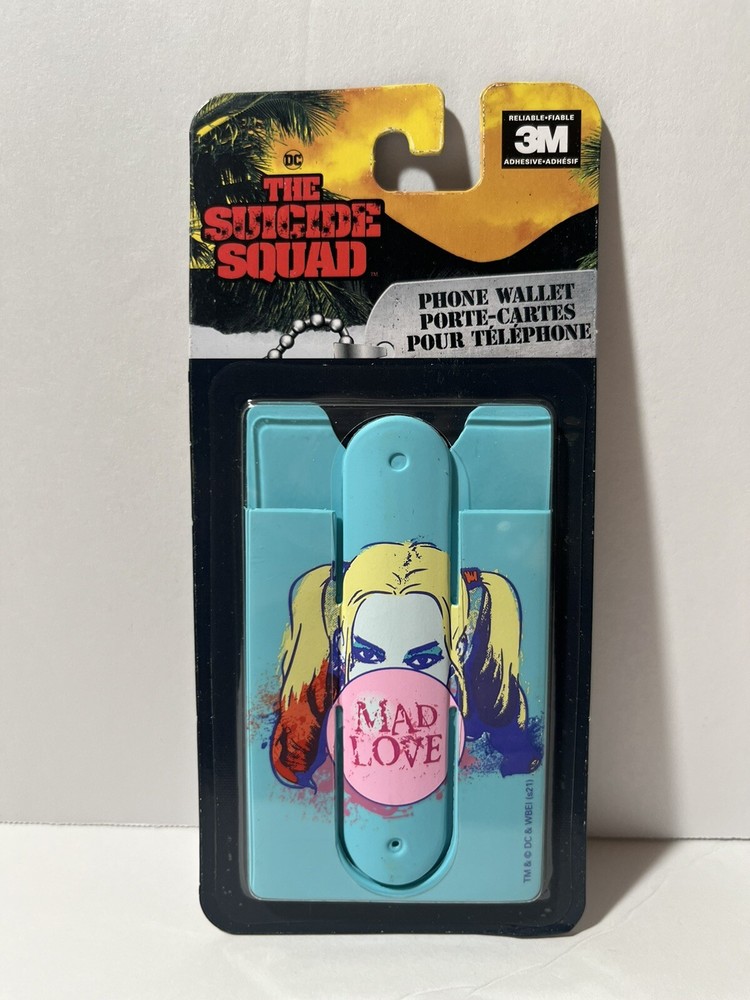 RELIABLE•FIABLE
3M
ADHESIVE•ADHÉSIF
DC
THE
SUICIDE
SQUAD™
PHONE WALLET
PORTE-CARTES
POUR TÉLÉPHONE
MAD
LOVE
TM & © DC & WBEI (s21)